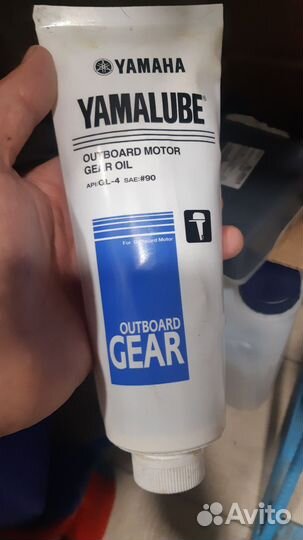 YAMAHA
YAMALUBE®
OUTBOARD MOTOR
GEAR OIL
API:GL-4 SAE:#90
For Outboard Motor
OUTBOARD
GEAR
Avito